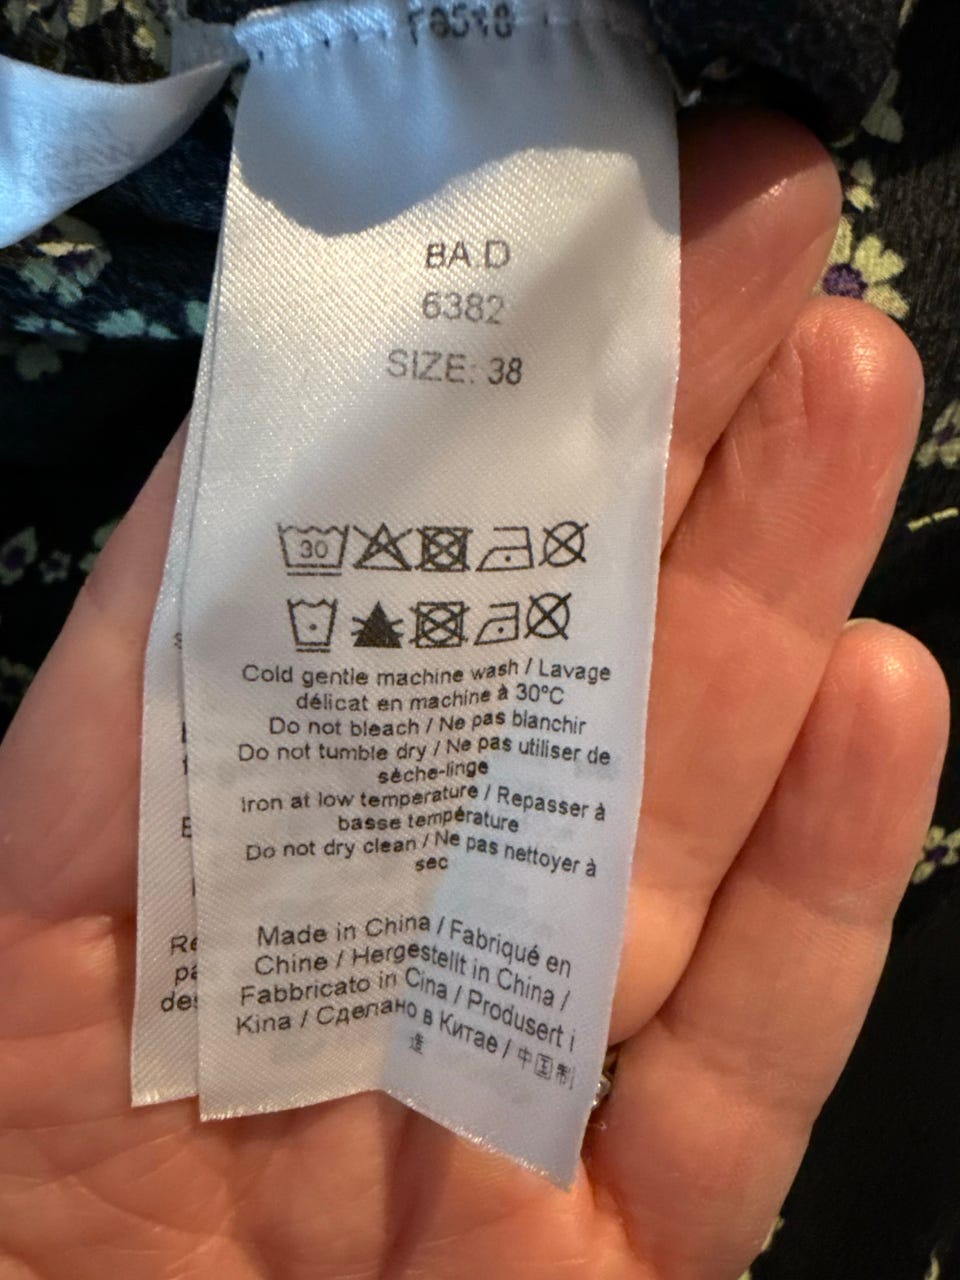 BA.D
6382
SIZE: 38
30
Cold gentle machine wash / Lavage
délicat en machine à 30°C
Do not bleach / Ne pas blanchir
Do not tumble dry / Ne pas utiliser de
sèche-linge
Iron at low temperature / Repasser à
basse température
Do not dry clean / Ne pas nettoyer à
sec
Made in China / Fabriqué en
Chine / Hergestellt in China /
Fabbricato in Cina / Produsert i
Kina / Сделано в Китае / 中国制
造